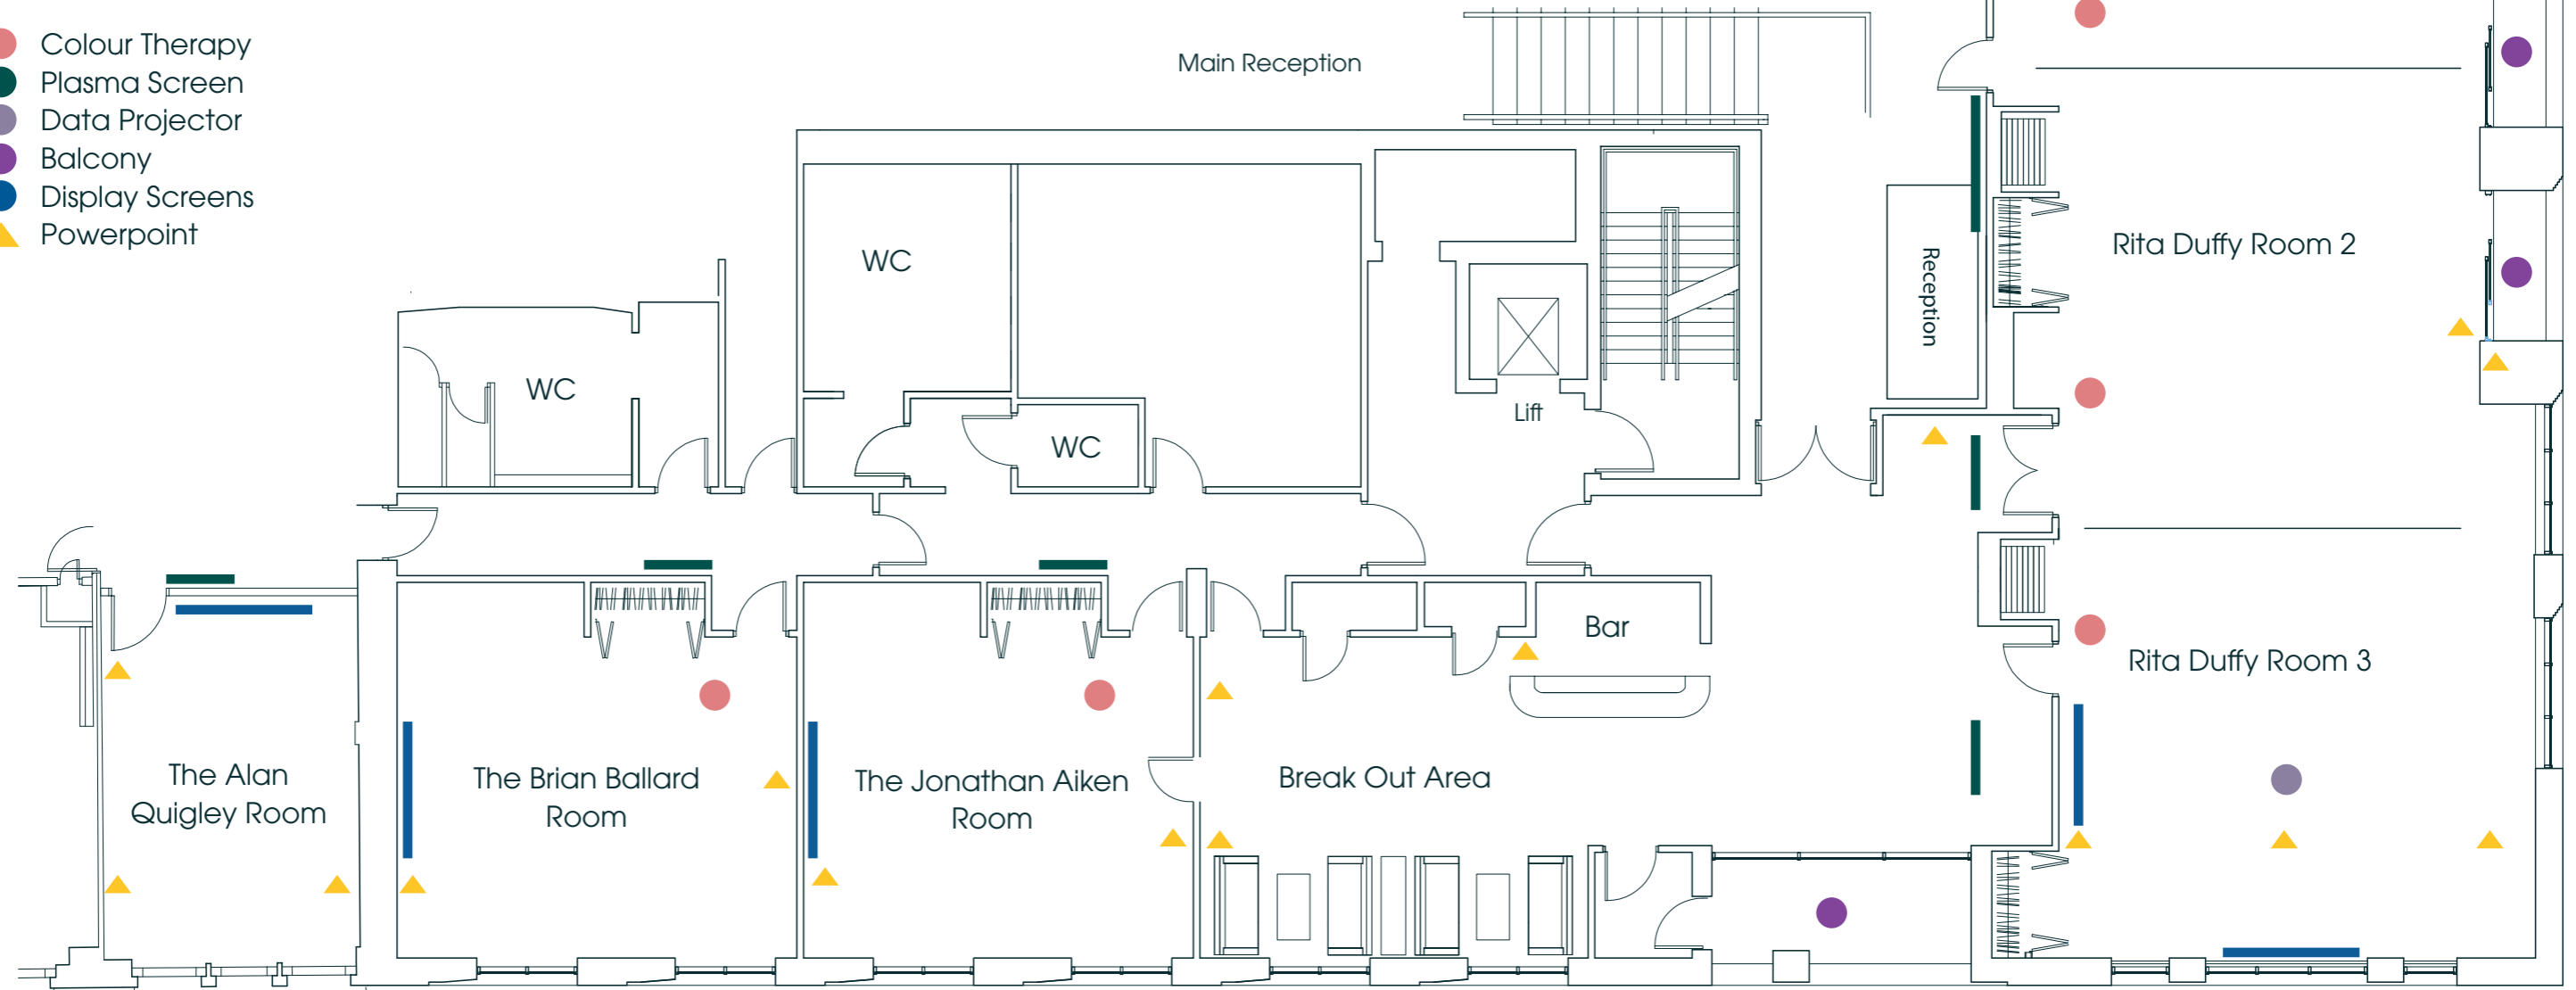 Colour Therapy
Plasma Screen
Data Projector
Balcony
Display Screens
Powerpoint
Main Reception
WC
WC
WC
Lift
Reception
Rita Duffy Room 2
Bar
Rita Duffy Room 3
The Alan
Quigley Room
The Brian Ballard
Room
The Jonathan Aiken
Room
Break Out Area